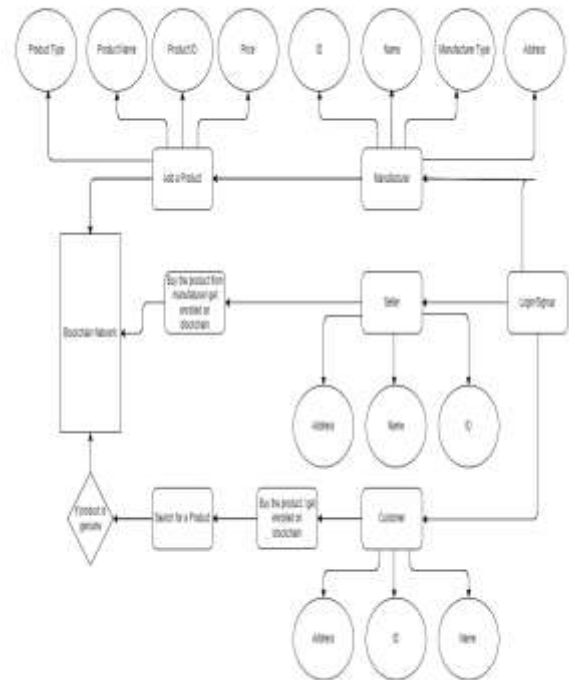 Product Type
Product Name
Product ID
Price
ID
Name
Manufacture Type
Address
Add a Product
Manufacturer
Blockchain Network
Buy the product from
manufacturer/get
enrolled on
blockchain
Seller
Login/Signup
Address
Name
ID
If product is
genuine
Search for a Product
Buy the product / get
enrolled on
blockchain
Customer
Address
ID
Name